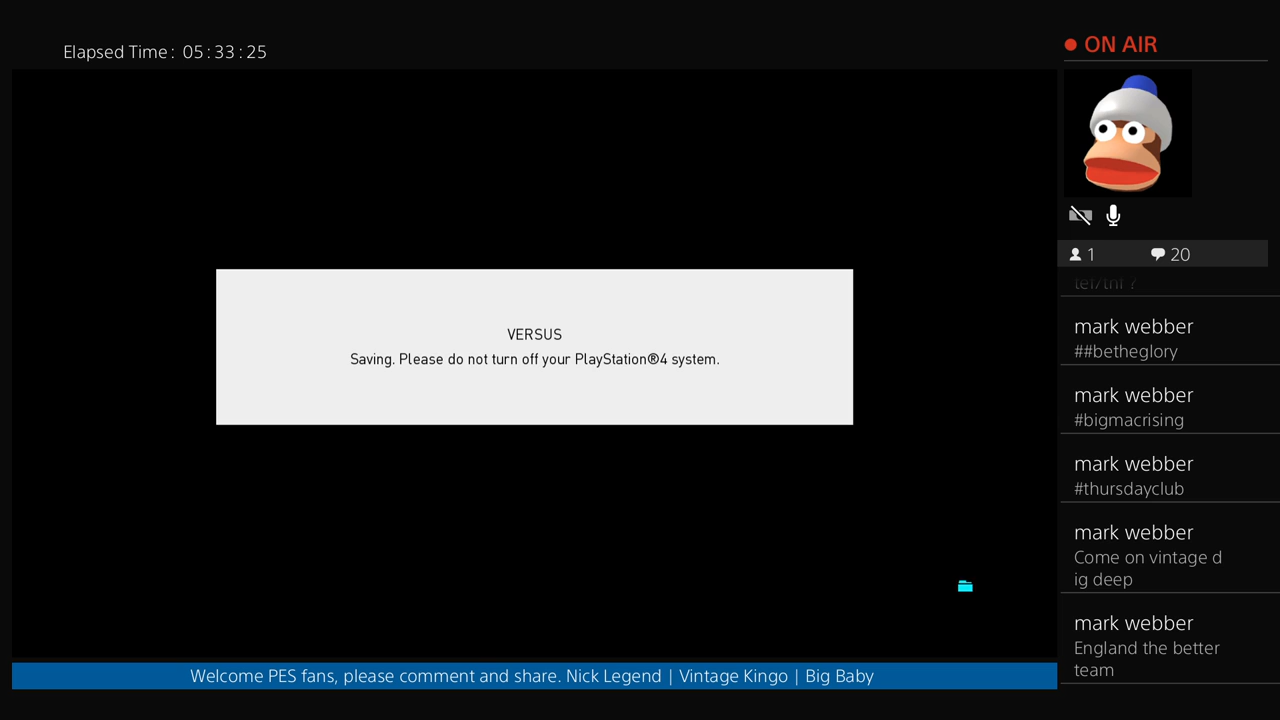 Elapsed Time: 05:33:25
ON AIR
1
20
mark webber
##betheglory
mark webber
#bigmacrising
mark webber
#thursdayclub
mark webber
Come on vintage d
ig deep
mark webber
England the better
team
VERSUS
Saving. Please do not turn off your PlayStation®4 system.
Welcome PES fans, please comment and share. Nick Legend | Vintage Kingo | Big Baby